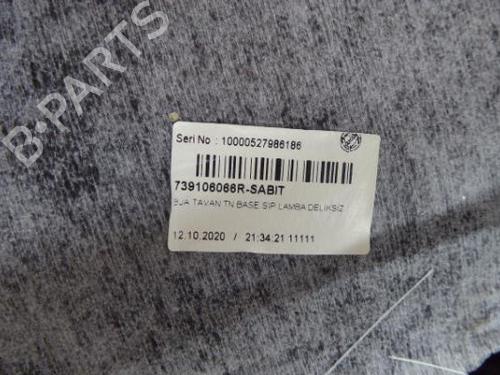 B-PARTS
Seri No : 10000527986186
739106066R-SABIT
BJA TAVAN TN BASE SIP LAMBA DELIKSIZ
12.10.2020 / 21:34:21 11111